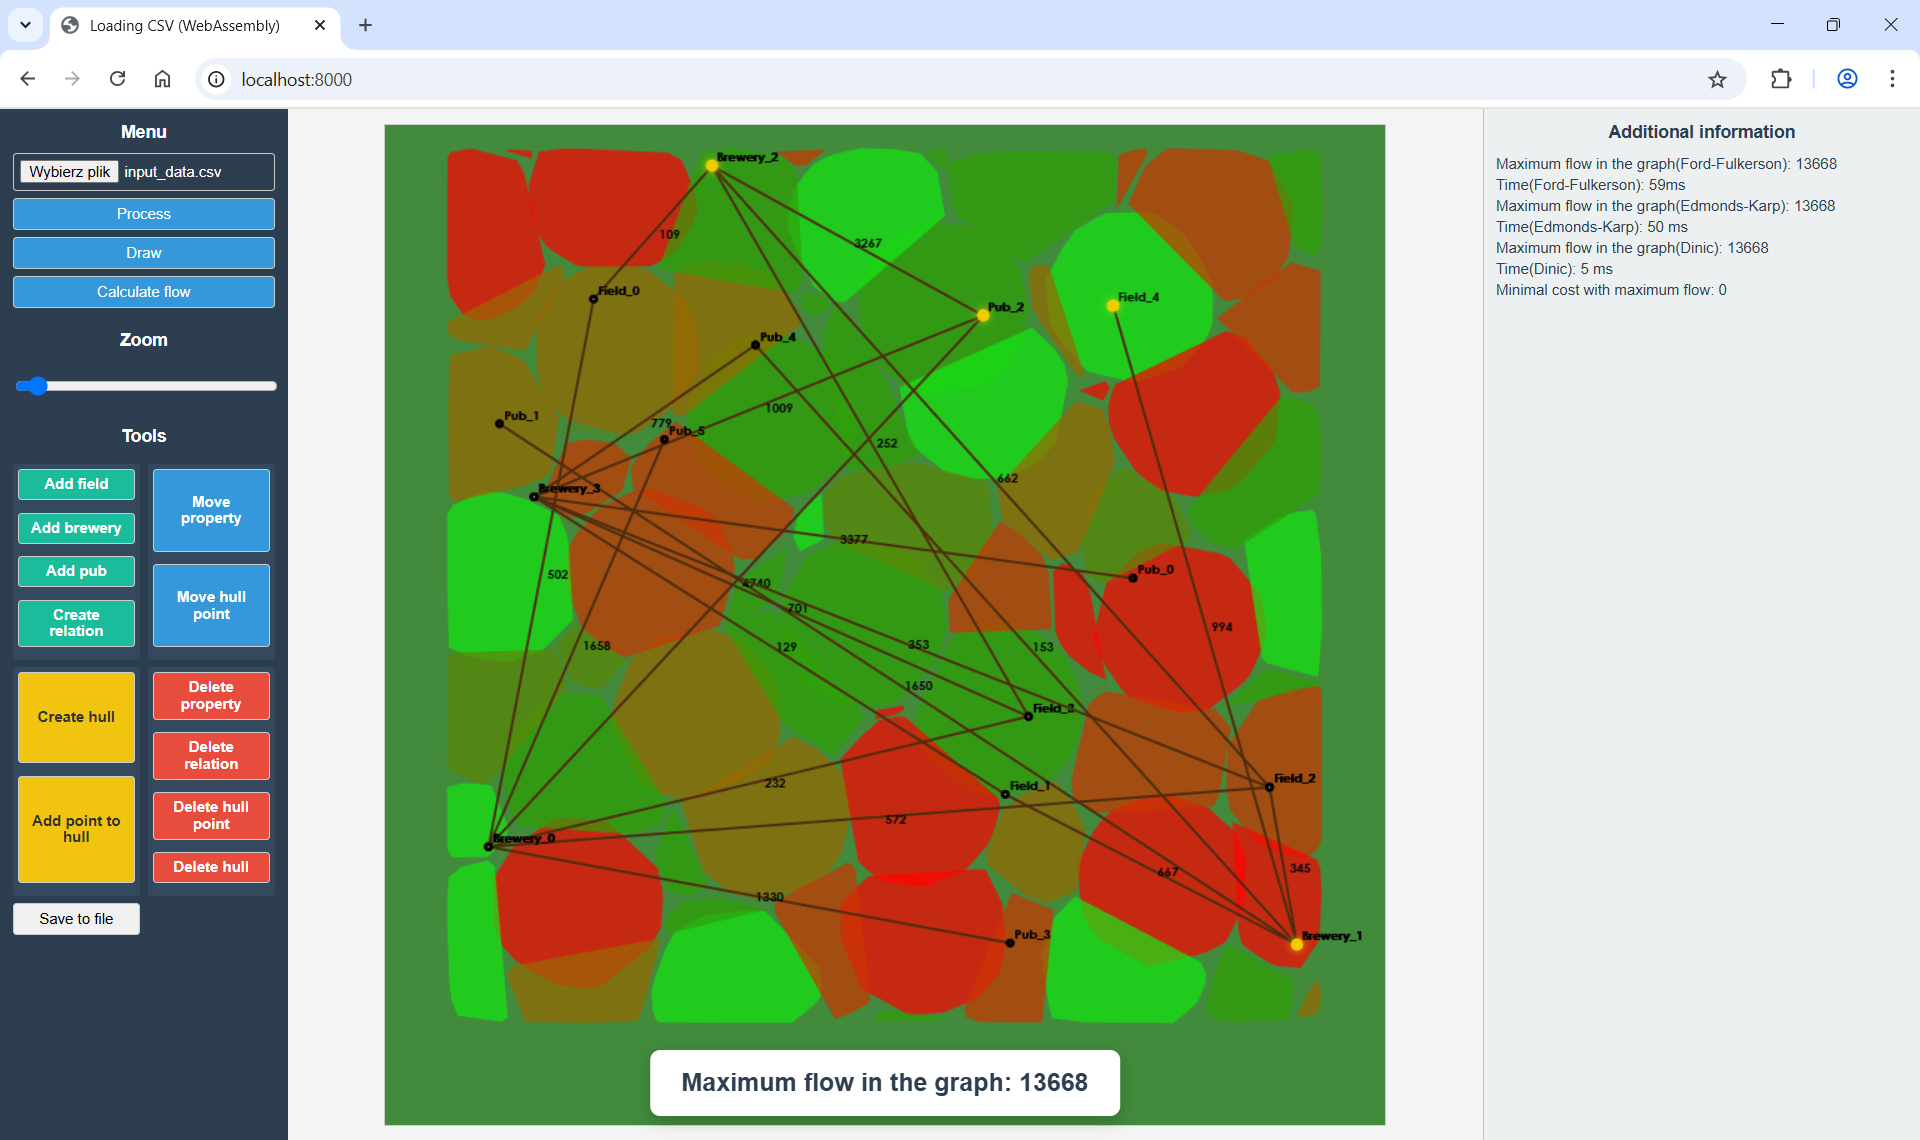 Loading CSV (WebAssembly)
localhost:8000
Menu
Wybierz plik input_data.csv
Process
Draw
Calculate flow
Zoom
Tools
Add field
Add brewery
Add pub
Create relation
Move property
Move hull point
Create hull
Add point to hull
Delete property
Delete relation
Delete hull point
Delete hull
Save to file
Brewery_2
109
3267
Field_0
Pub_2
Field_4
Pub_4
1009
Pub_1
779
Pub_5
252
662
Brewery_3
3377
Pub_0
502
4740
701
994
1658
129
353
153
1650
Field_3
232
Field_1
Field_2
572
Brewery_0
667
345
1330
Pub_3
Brewery_1
Maximum flow in the graph: 13668
Additional information
Maximum flow in the graph(Ford-Fulkerson): 13668
Time(Ford-Fulkerson): 59ms
Maximum flow in the graph(Edmonds-Karp): 13668
Time(Edmonds-Karp): 50 ms
Maximum flow in the graph(Dinic): 13668
Time(Dinic): 5 ms
Minimal cost with maximum flow: 0